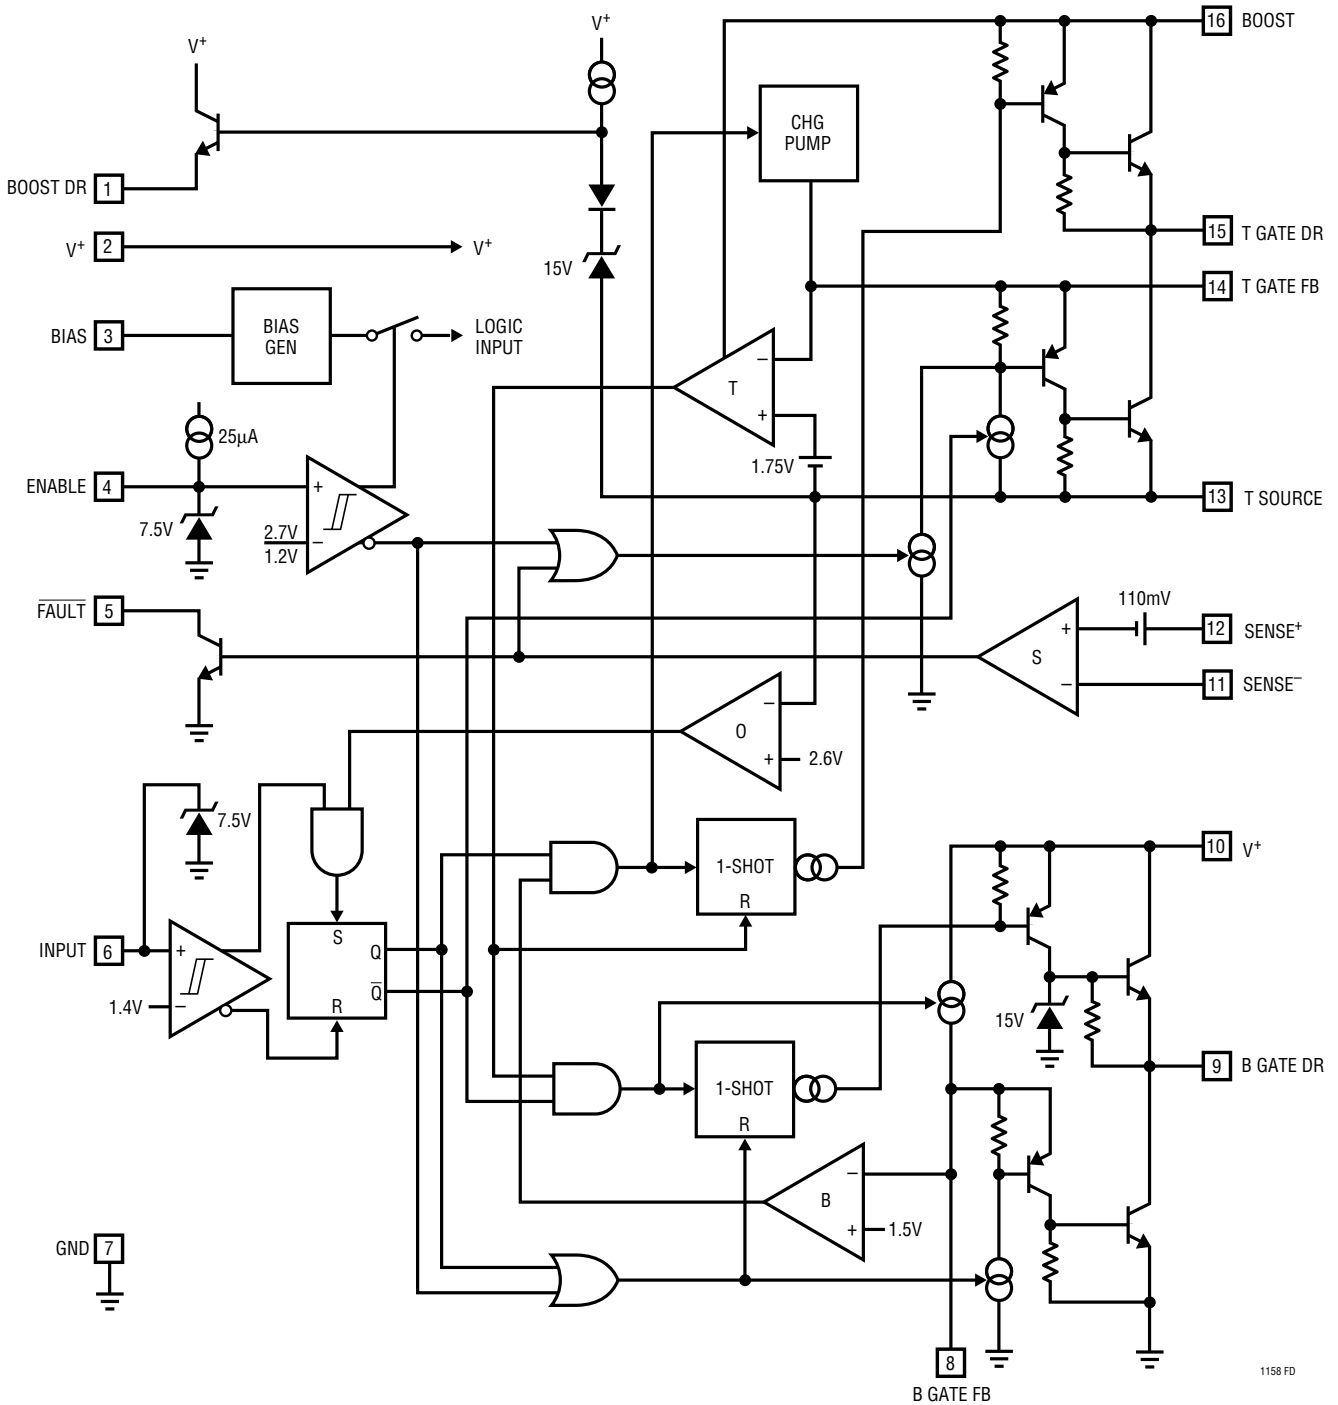 V+
V+
16 BOOST
CHG
PUMP
BOOST DR 1
V+ 2 V+
15V
15 T GATE DR
14 T GATE FB
BIAS 3
BIAS
GEN
LOGIC
INPUT
T
−
+
25µA
1.75V
ENABLE 4
+
−
7.5V
2.7V
1.2V
13 T SOURCE
FAULT 5
110mV
S
+
−
12 SENSE+
11 SENSE−
O
−
+
2.6V
7.5V
10 V+
1-SHOT
R
INPUT 6
+
−
1.4V
S
Q
Q
R
15V
9 B GATE DR
1-SHOT
R
B
−
+
1.5V
GND 7
8
B GATE FB
1158 FD